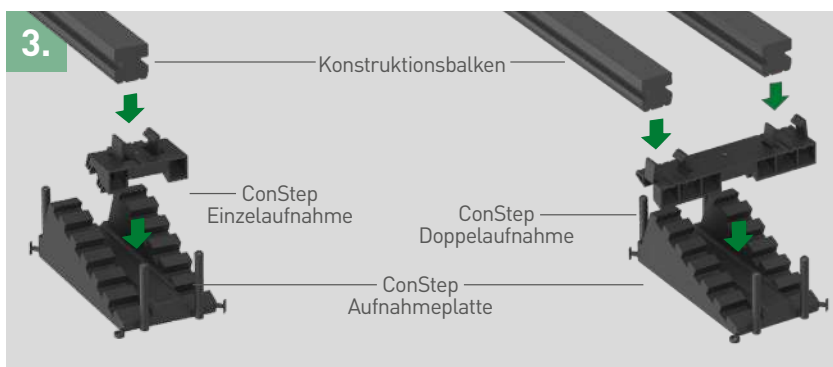 3.
Konstruktionsbalken
ConStep
Einzelaufnahme
ConStep
Doppelaufnahme
ConStep
Aufnahmeplatte